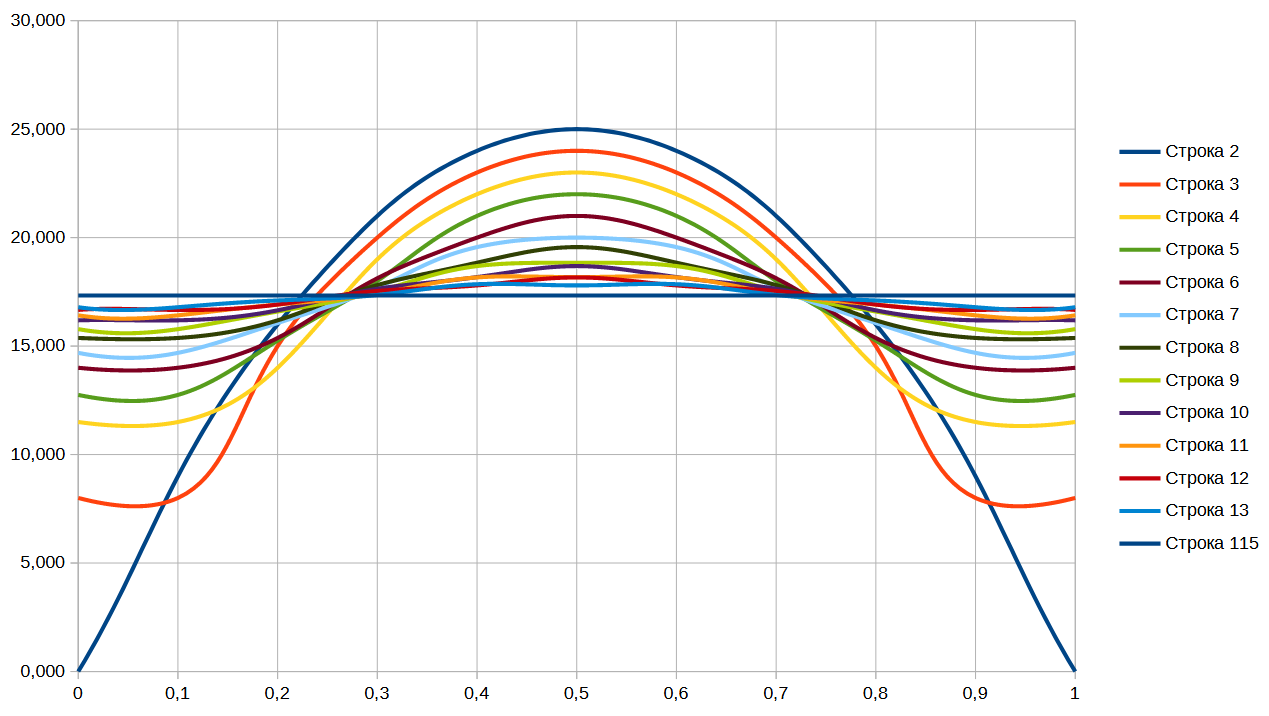 30,000
25,000
20,000
15,000
10,000
5,000
0,000
0 0,1 0,2 0,3 0,4 0,5 0,6 0,7 0,8 0,9 1
Строка 2
Строка 3
Строка 4
Строка 5
Строка 6
Строка 7
Строка 8
Строка 9
Строка 10
Строка 11
Строка 12
Строка 13
Строка 115